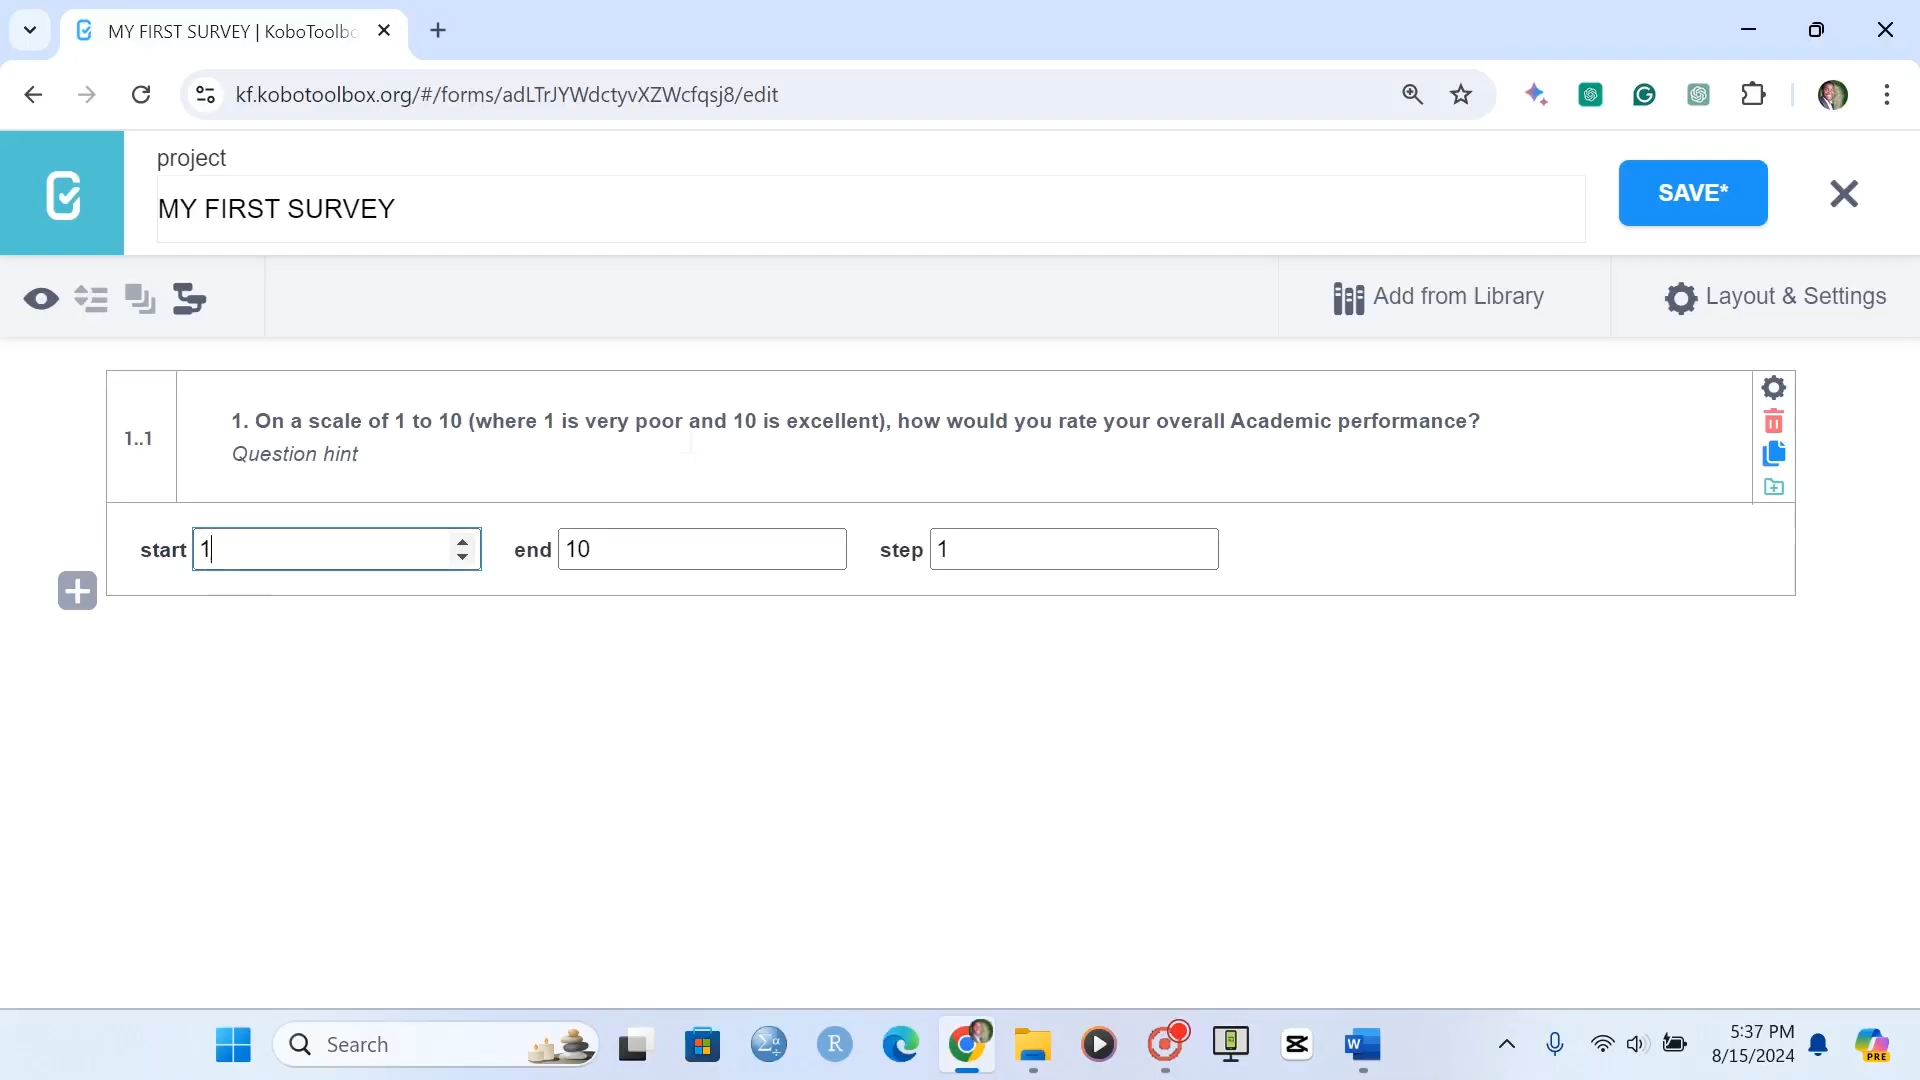 MY FIRST SURVEY | KoboToolbo
kf.kobotoolbox.org/#/forms/adLTrJYWdctyvXZWcfqsj8/edit
project
MY FIRST SURVEY
SAVE*
Add from Library
Layout & Settings
1..1
1. On a scale of 1 to 10 (where 1 is very poor and 10 is excellent), how would you rate your overall Academic performance?
Question hint
start 1 end 10 step 1
Search
Σα
R
W
5:37 PM
8/15/2024
PRE